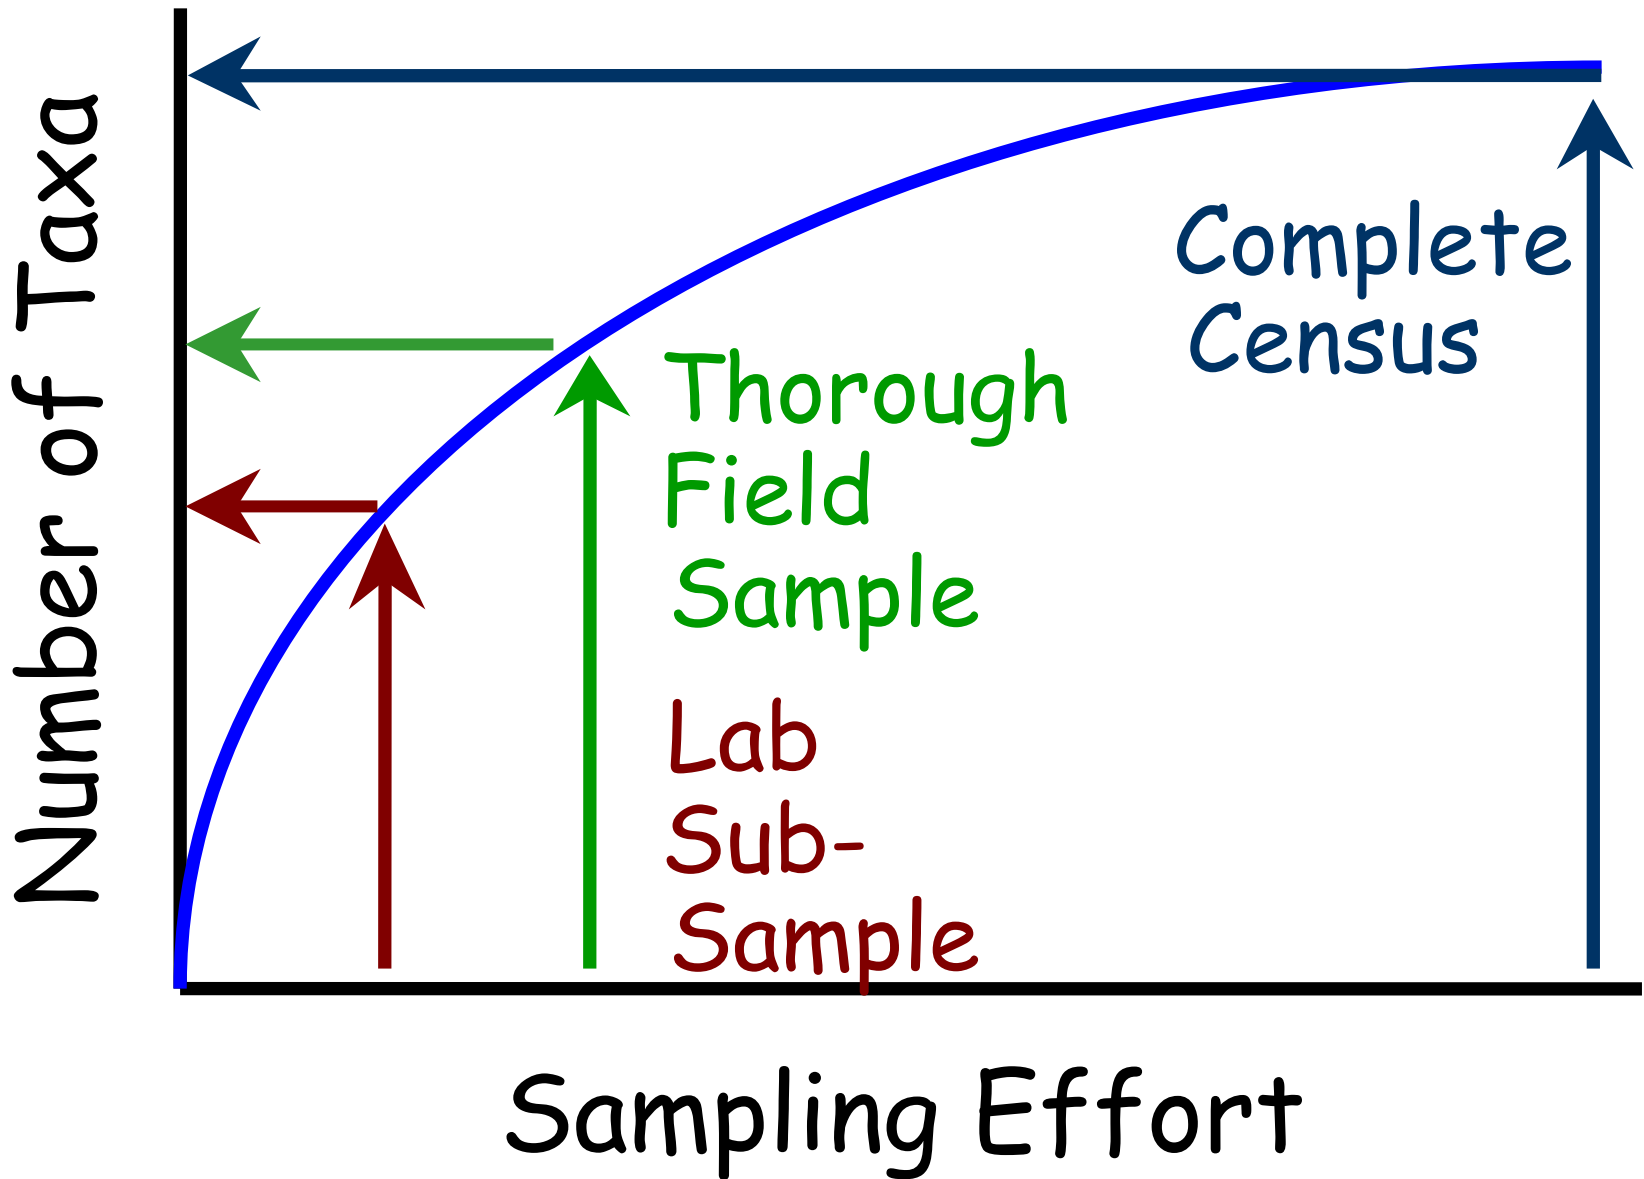 Number of Taxa
Complete
Census
Thorough
Field
Sample
Lab
Sub-
Sample
Sampling Effort